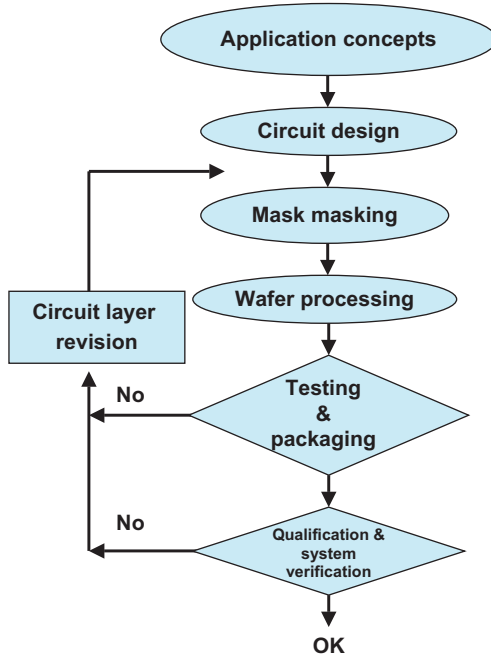 Application concepts
Circuit design
Mask masking
Wafer processing
Circuit layer
revision
Testing
&
packaging
No
Qualification &
system
verification
No
OK